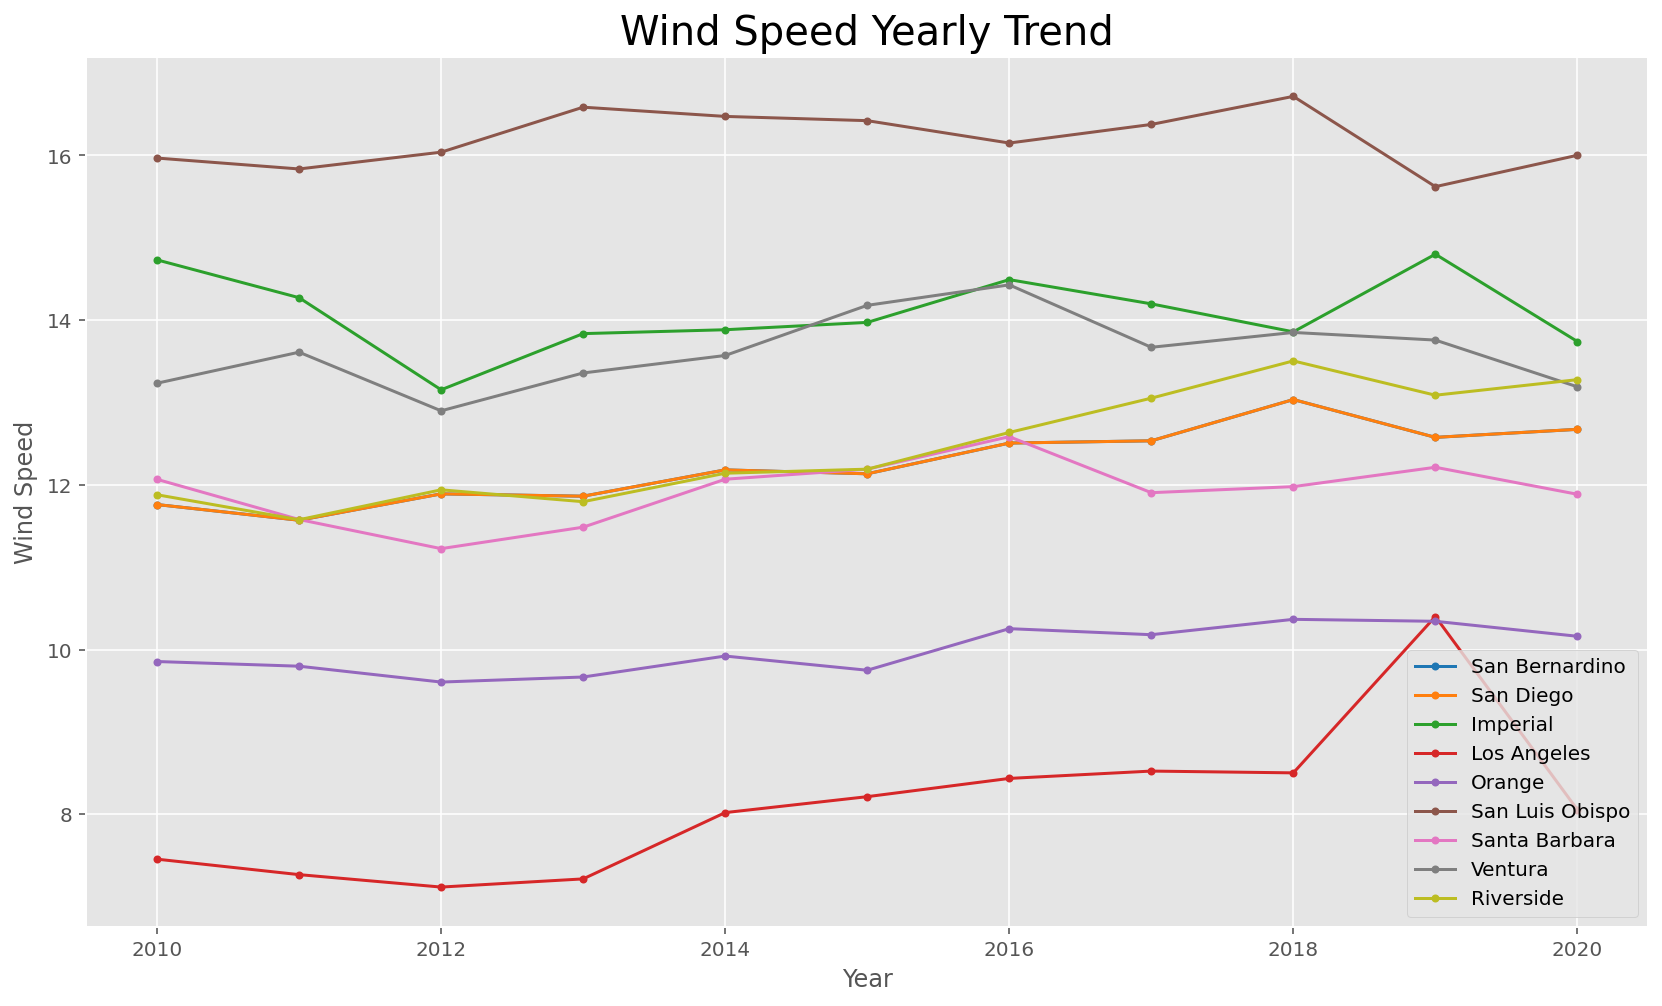 Wind Speed Yearly Trend
16
14
12
10
8
Wind Speed
San Bernardino
San Diego
Imperial
Los Angeles
Orange
San Luis Obispo
Santa Barbara
Ventura
Riverside
2010 2012 2014 2016 2018 2020
Year